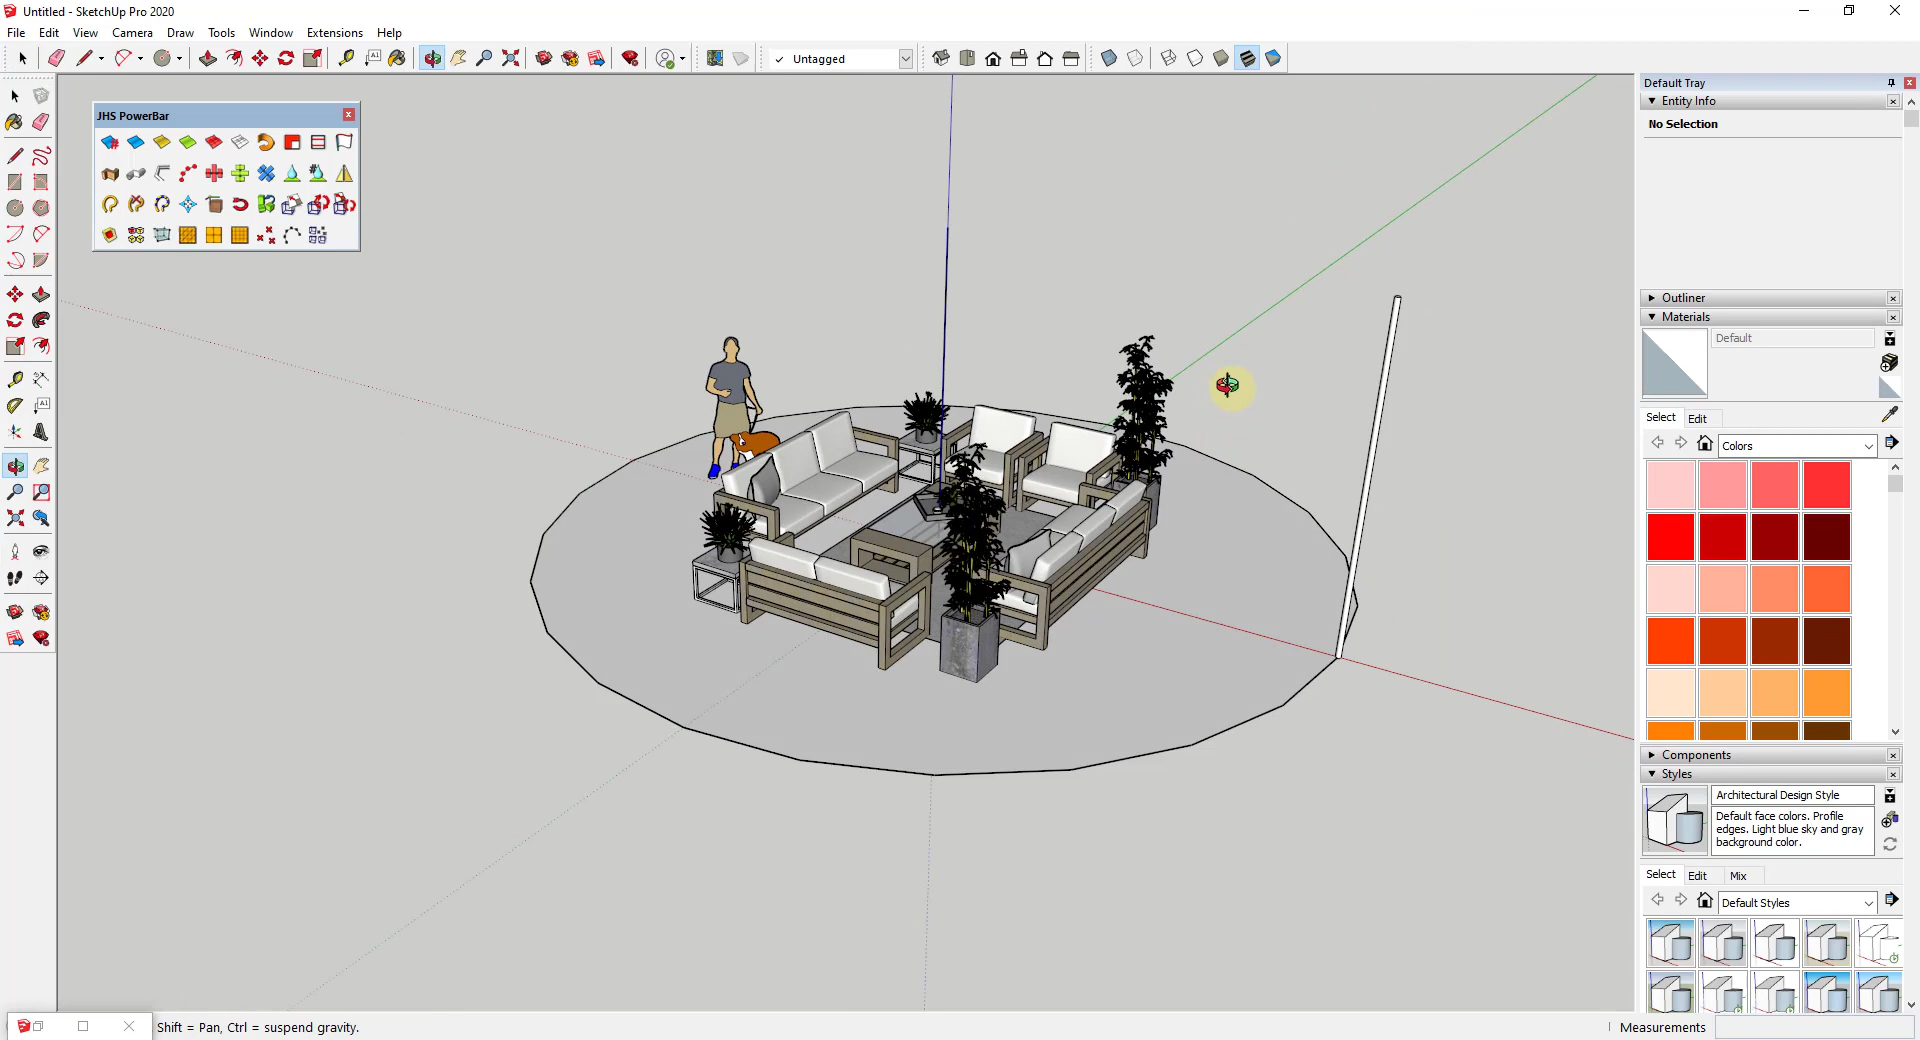 Untitled - SketchUp Pro 2020
File Edit View Camera Draw Tools Window Extensions Help
Untagged
JHS PowerBar
Default Tray
Entity Info
No Selection
Outliner
Materials
Default
Select Edit
Colors
Components
Styles
Architectural Design Style
Default face colors. Profile
edges. Light blue sky and gray
background color.
Select Edit Mix
Default Styles
Shift = Pan, Ctrl = suspend gravity.
Measurements